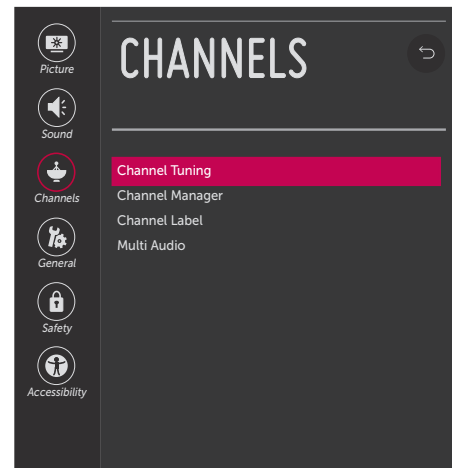 CHANNELS
Picture
Sound
Channels
General
Safety
Accessibility
Channel Tuning
Channel Manager
Channel Label
Multi Audio